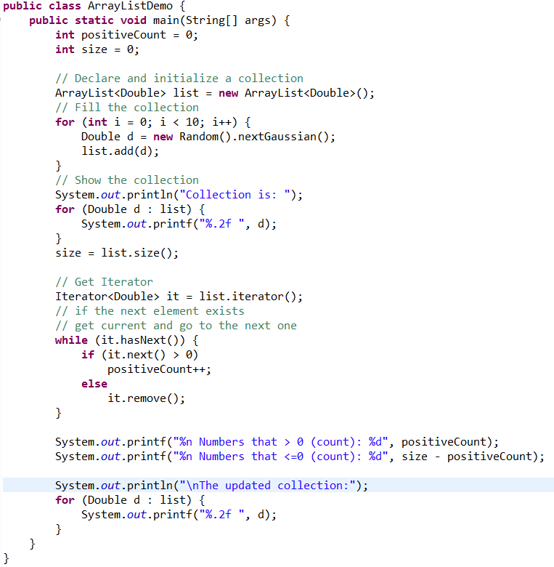 public class ArrayListDemo {
    public static void main(String[] args) {
        int positiveCount = 0;
        int size = 0;

        // Declare and initialize a collection
        ArrayList<Double> list = new ArrayList<Double>();
        // Fill the collection
        for (int i = 0; i < 10; i++) {
            Double d = new Random().nextGaussian();
            list.add(d);
        }
        // Show the collection
        System.out.println("Collection is: ");
        for (Double d : list) {
            System.out.printf("%.2f ", d);
        }
        size = list.size();

        // Get Iterator
        Iterator<Double> it = list.iterator();
        // if the next element exists
        // get current and go to the next one
        while (it.hasNext()) {
            if (it.next() > 0)
                positiveCount++;
            else
                it.remove();
        }

        System.out.printf("%n Numbers that > 0 (count): %d", positiveCount);
        System.out.printf("%n Numbers that <=0 (count): %d", size - positiveCount);

        System.out.println("\nThe updated collection:");
        for (Double d : list) {
            System.out.printf("%.2f ", d);
        }
    }
}